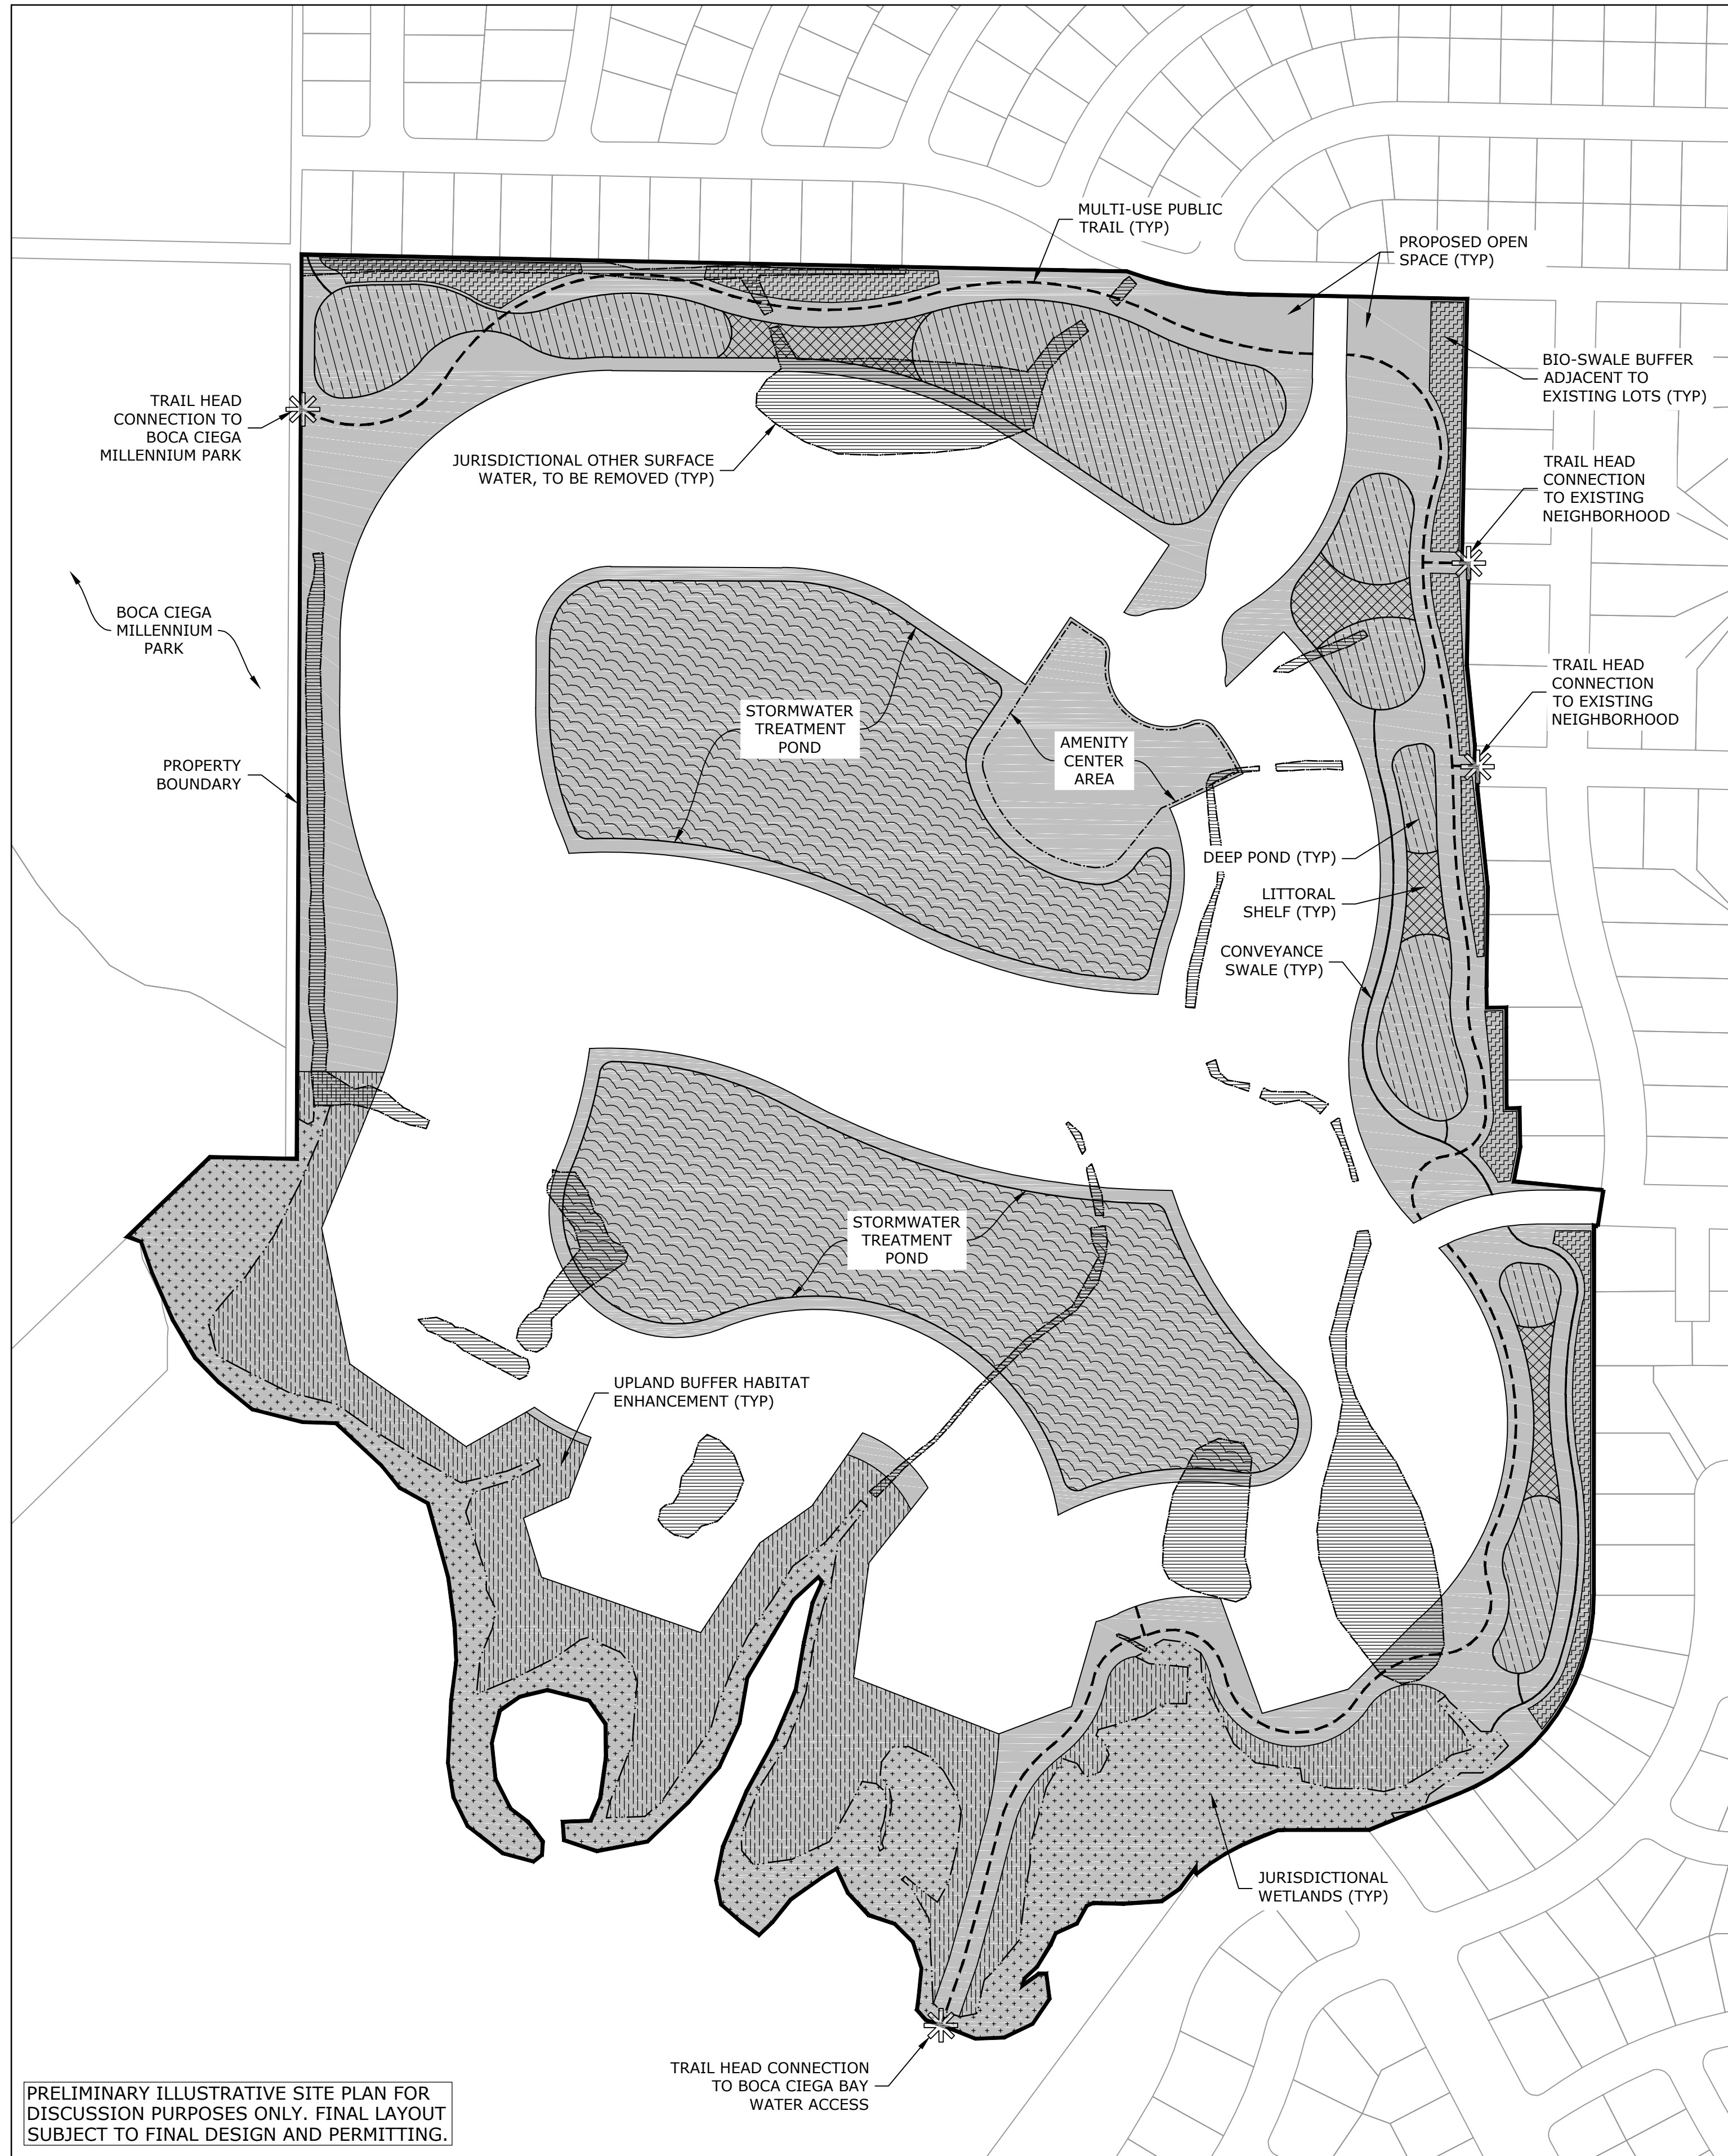 MULTI-USE PUBLIC
TRAIL (TYP)
PROPOSED OPEN
SPACE (TYP)
BIO-SWALE BUFFER
ADJACENT TO
EXISTING LOTS (TYP)
TRAIL HEAD
CONNECTION TO
BOCA CIEGA
MILLENNIUM PARK
JURISDICTIONAL OTHER SURFACE
WATER, TO BE REMOVED (TYP)
TRAIL HEAD
CONNECTION
TO EXISTING
NEIGHBORHOOD
BOCA CIEGA
MILLENNIUM
PARK
TRAIL HEAD
CONNECTION
TO EXISTING
NEIGHBORHOOD
STORMWATER
TREATMENT
POND
AMENITY
CENTER
AREA
PROPERTY
BOUNDARY
DEEP POND (TYP)
LITTORAL
SHELF (TYP)
CONVEYANCE
SWALE (TYP)
STORMWATER
TREATMENT
POND
UPLAND BUFFER HABITAT
ENHANCEMENT (TYP)
JURISDICTIONAL
WETLANDS (TYP)
TRAIL HEAD CONNECTION
TO BOCA CIEGA BAY
WATER ACCESS
PRELIMINARY ILLUSTRATIVE SITE PLAN FOR
DISCUSSION PURPOSES ONLY. FINAL LAYOUT
SUBJECT TO FINAL DESIGN AND PERMITTING.